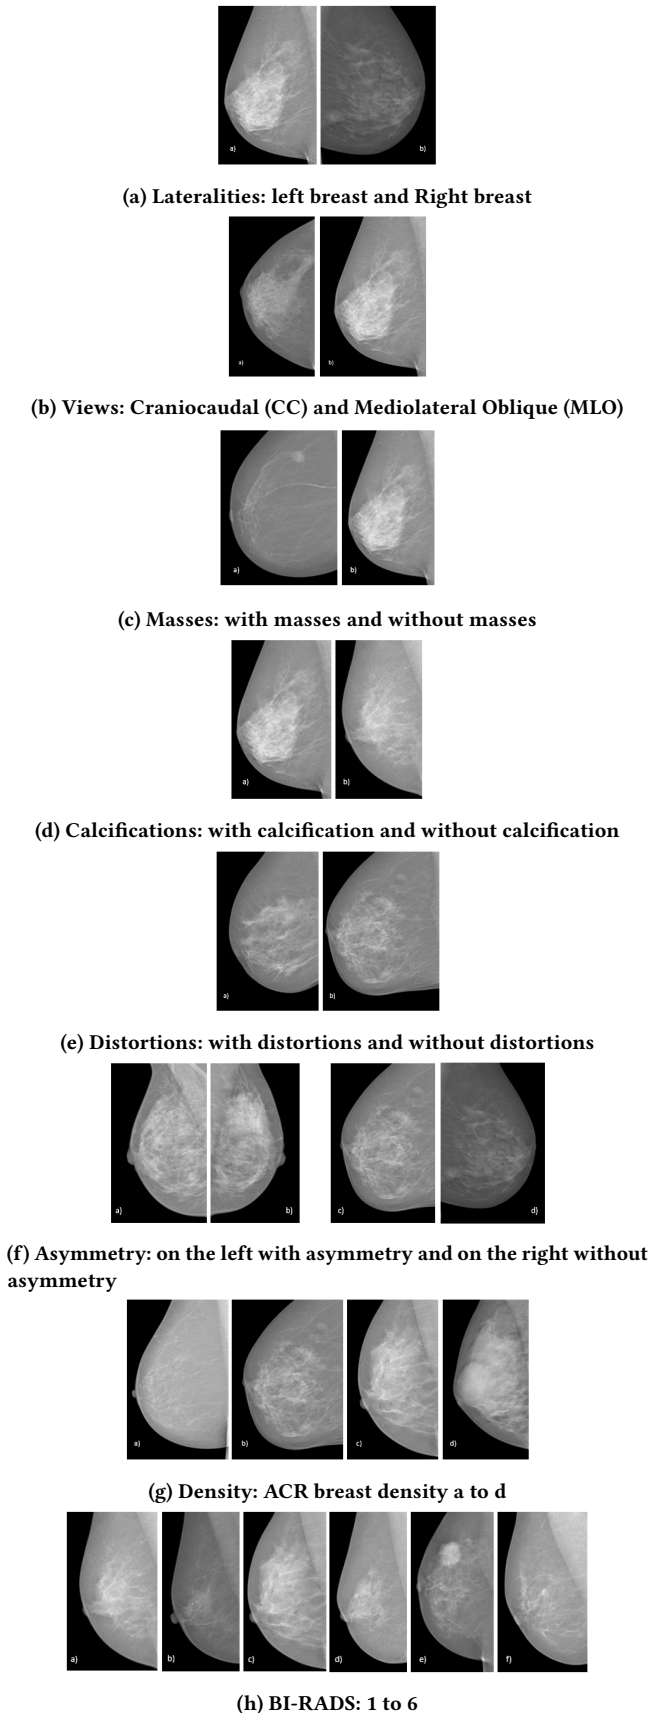 a)
b)
(a) Lateralities: left breast and Right breast
a)
b)
(b) Views: Craniocaudal (CC) and Mediolateral Oblique (MLO)
a)
b)
(c) Masses: with masses and without masses
a)
b)
(d) Calcifications: with calcification and without calcification
a)
b)
(e) Distortions: with distortions and without distortions
a)
b)
c)
d)
(f) Asymmetry: on the left with asymmetry and on the right without
asymmetry
a)
b)
c)
d)
(g) Density: ACR breast density a to d
a)
b)
c)
d)
e)
f)
(h) BI-RADS: 1 to 6